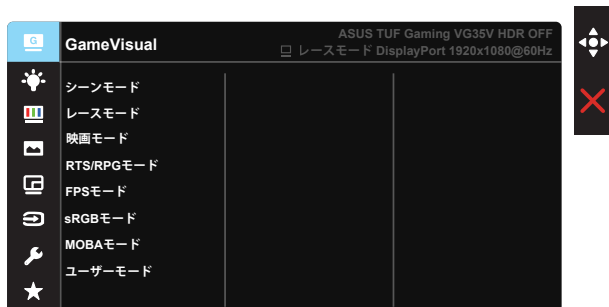 G
GameVisual
ASUS TUF Gaming VG35V HDR OFF
レースモード DisplayPort 1920x1080@60Hz
シーンモード
レースモード
映画モード
RTS/RPGモード
FPSモード
sRGBモード
MOBAモード
ユーザーモード